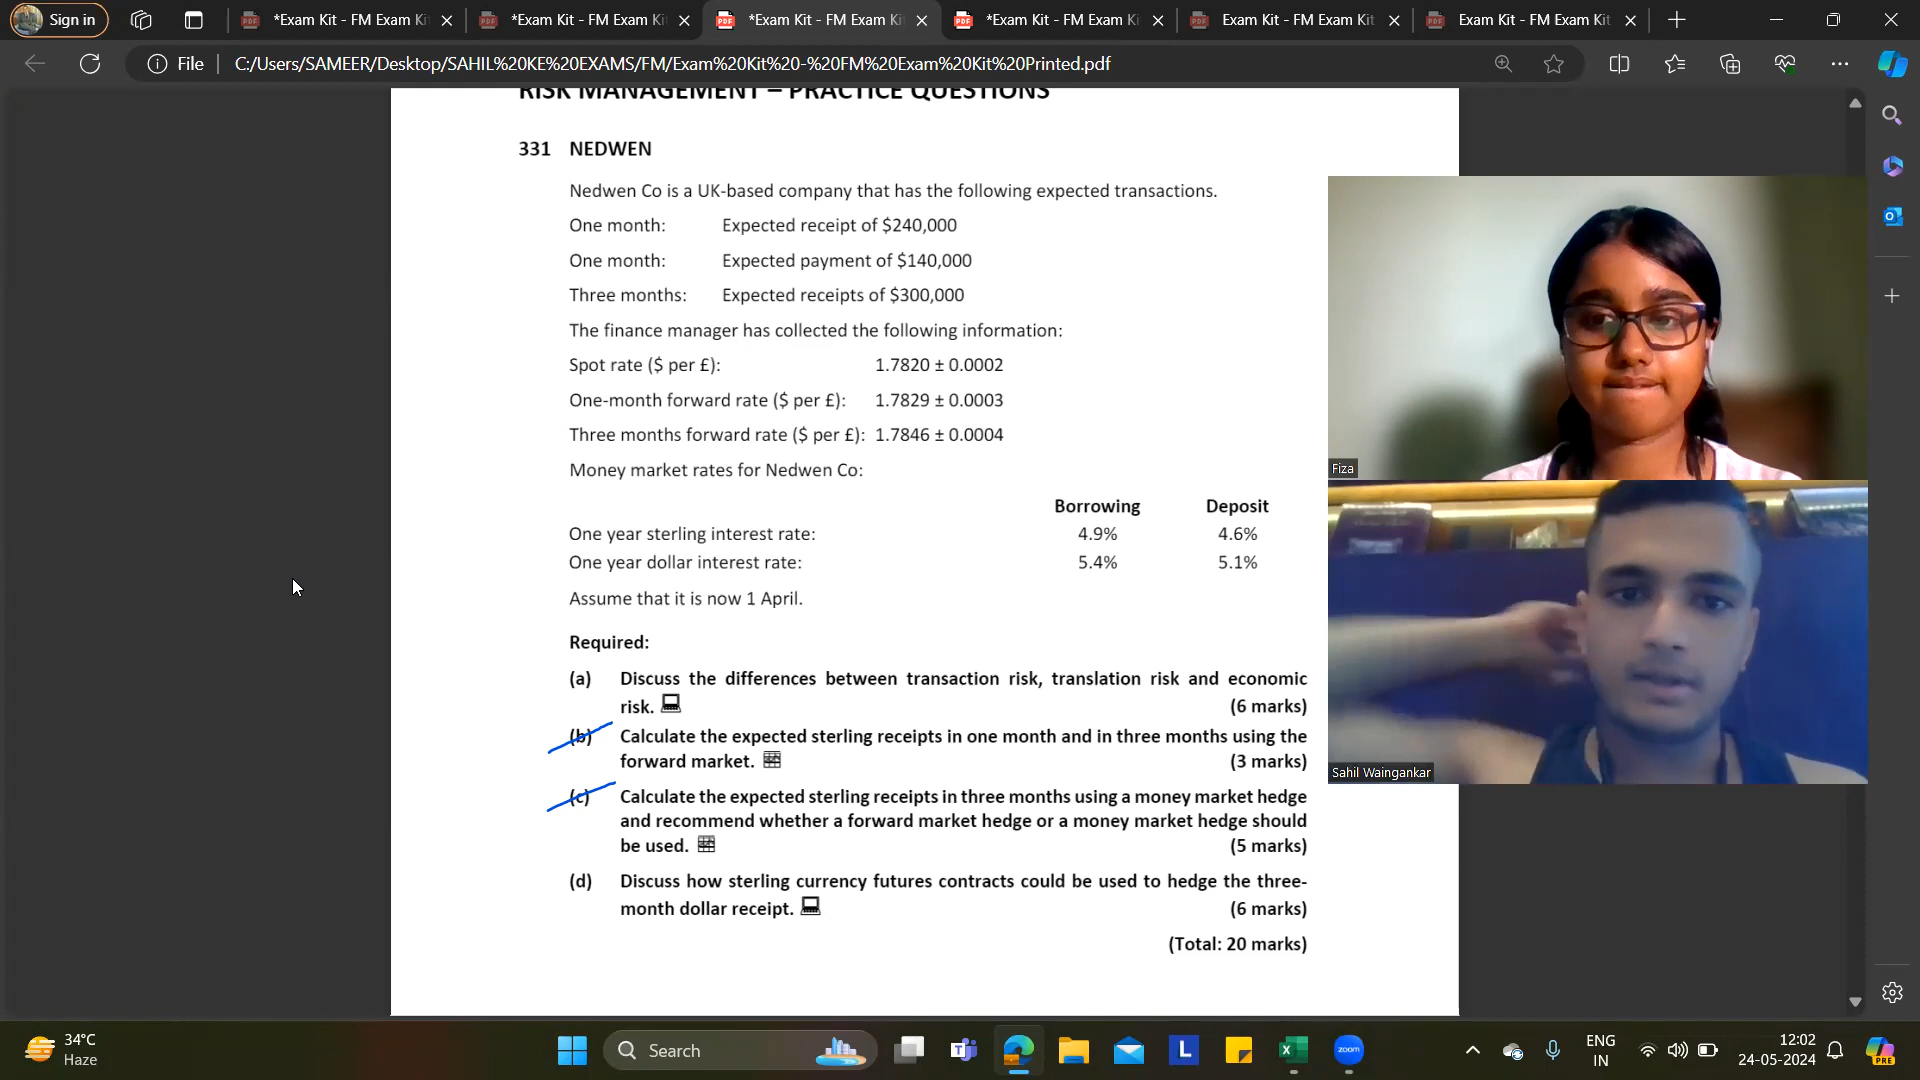 Sign in
*Exam Kit - FM Exam Ki
*Exam Kit - FM Exam Ki
*Exam Kit - FM Exam Ki
*Exam Kit - FM Exam Ki
Exam Kit - FM Exam Kit
Exam Kit - FM Exam Kit
File
C:/Users/SAMEER/Desktop/SAHIL%20KE%20EXAMS/FM/Exam%20Kit%20-%20FM%20Exam%20Kit%20Printed.pdf
RISK MANAGEMENT – PRACTICE QUESTIONS
331 NEDWEN
Nedwen Co is a UK-based company that has the following expected transactions.
One month: Expected receipt of $240,000
One month: Expected payment of $140,000
Three months: Expected receipts of $300,000
The finance manager has collected the following information:
Spot rate ($ per £): 1.7820 ± 0.0002
One-month forward rate ($ per £): 1.7829 ± 0.0003
Three months forward rate ($ per £): 1.7846 ± 0.0004
Money market rates for Nedwen Co:
Borrowing Deposit
One year sterling interest rate: 4.9% 4.6%
One year dollar interest rate: 5.4% 5.1%
Assume that it is now 1 April.
Required:
(a) Discuss the differences between transaction risk, translation risk and economic
risk. (6 marks)
(b) Calculate the expected sterling receipts in one month and in three months using the
forward market. (3 marks)
(c) Calculate the expected sterling receipts in three months using a money market hedge
and recommend whether a forward market hedge or a money market hedge should
be used. (5 marks)
(d) Discuss how sterling currency futures contracts could be used to hedge the three-
month dollar receipt. (6 marks)
(Total: 20 marks)
Fiza
Sahil Waingankar
34°C
Haze
Search
L
zoom
ENG
IN
12:02
24-05-2024
PRE